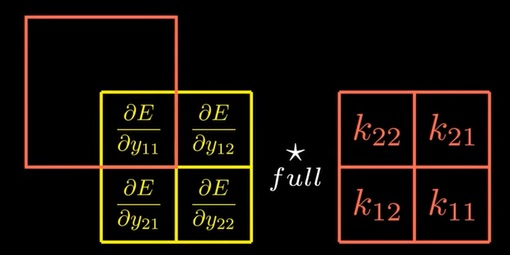 ∂E/∂y₁₁ ∂E/∂y₁₂ k₂₂ k₂₁
⋆
full
∂E/∂y₂₁ ∂E/∂y₂₂ k₁₂ k₁₁